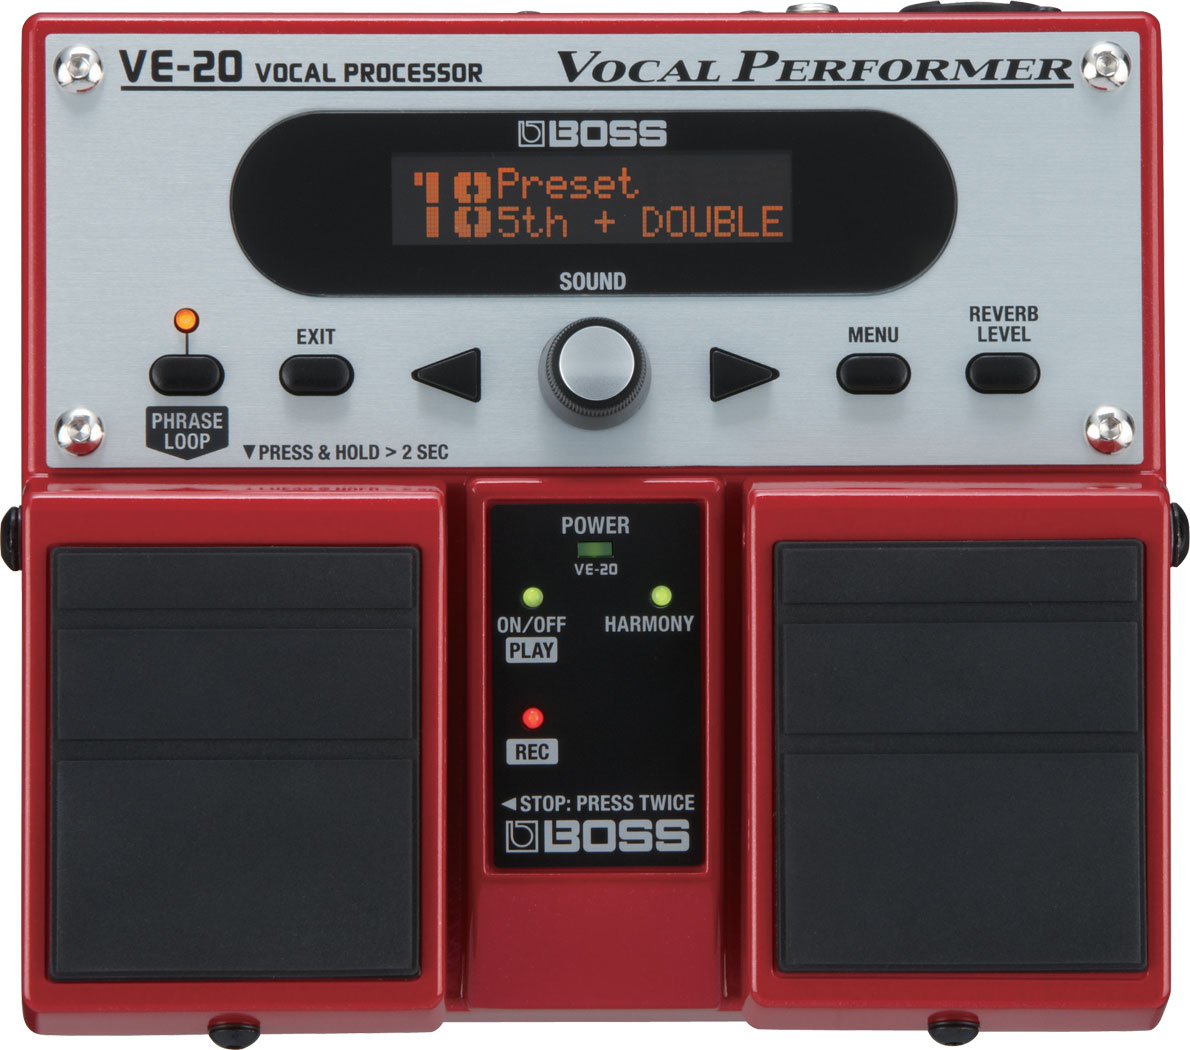 VE-20 VOCAL PROCESSOR
VOCAL PERFORMER
BOSS
10 Preset
5th + DOUBLE
SOUND
EXIT
MENU
REVERB
LEVEL
PHRASE
LOOP
▼PRESS & HOLD > 2 SEC
POWER
VE-20
ON/OFF
HARMONY
PLAY
REC
◀STOP: PRESS TWICE
BOSS